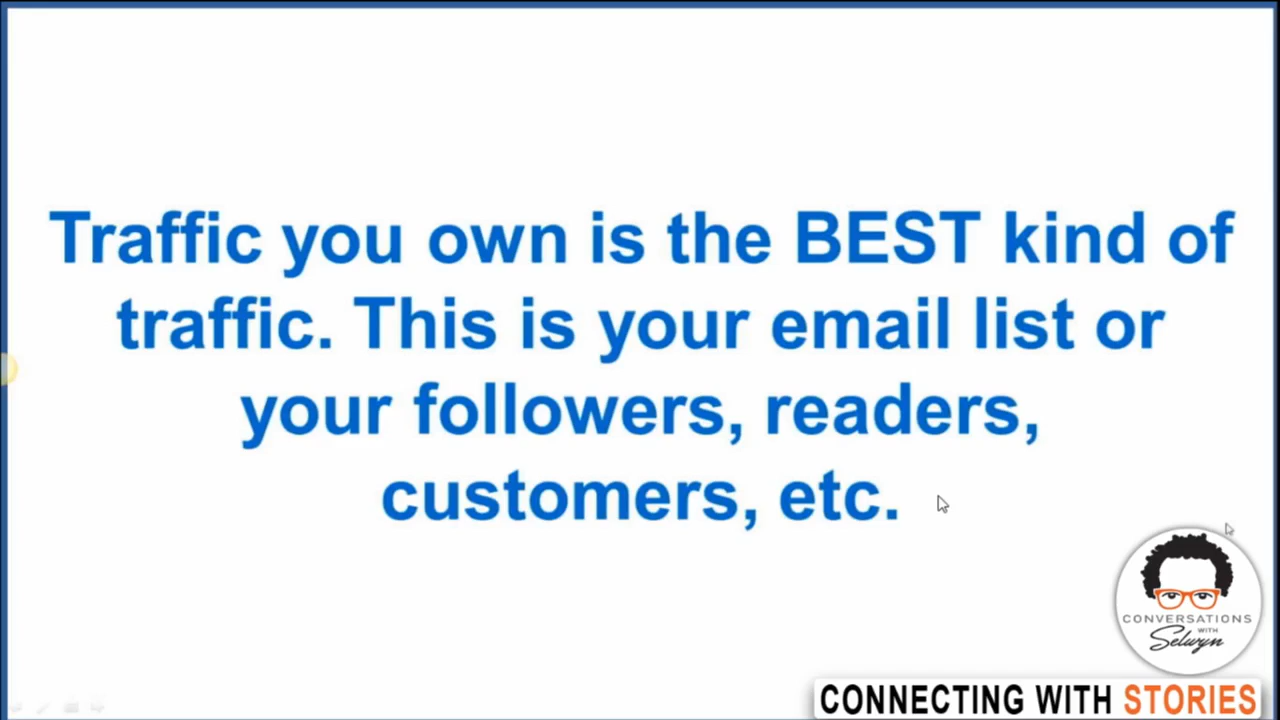 Traffic you own is the BEST kind of
traffic. This is your email list or
your followers, readers,
customers, etc.
CONVERSATIONS
WITH
Selwyn
CONNECTING WITH STORIES